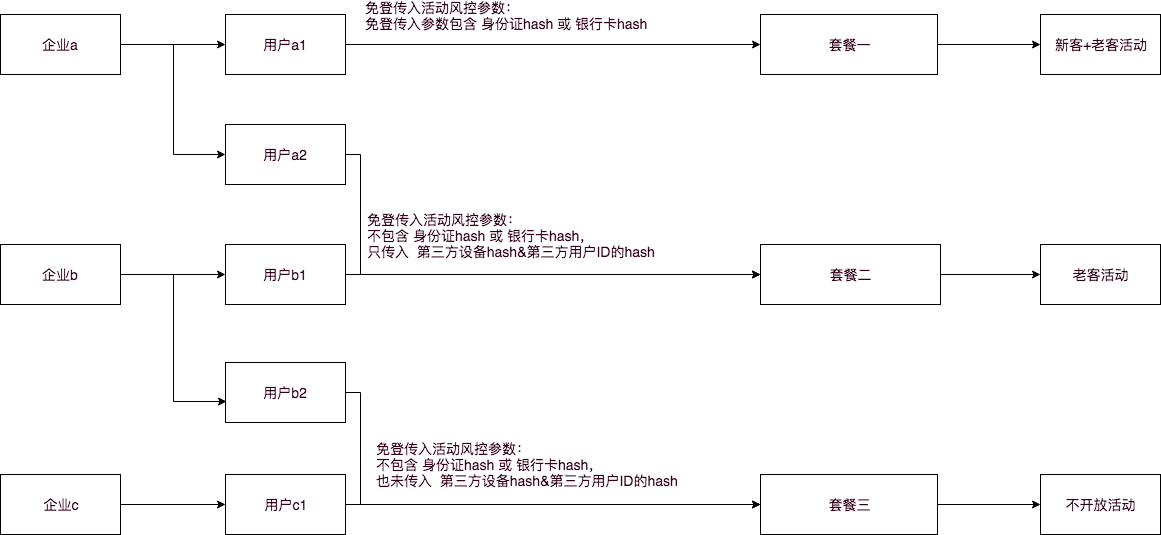 免登传入活动风控参数：
免登传入参数包含 身份证hash 或 银行卡hash
企业a
用户a1
套餐一
新客+老客活动
用户a2
免登传入活动风控参数：
不包含 身份证hash 或 银行卡hash，
只传入  第三方设备hash&第三方用户ID的hash
企业b
用户b1
套餐二
老客活动
用户b2
免登传入活动风控参数：
不包含 身份证hash 或 银行卡hash，
也未传入  第三方设备hash&第三方用户ID的hash
企业c
用户c1
套餐三
不开放活动